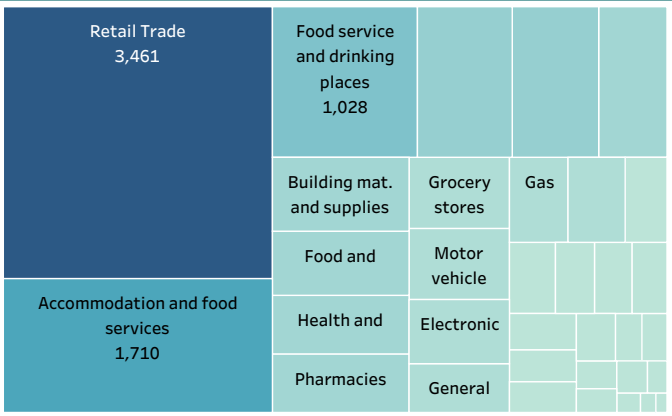 Retail Trade
3,461
Accommodation and food
services
1,710
Food service
and drinking
places
1,028
Building mat.
and supplies
Food and
Health and
Pharmacies
Grocery
stores
Motor
vehicle
Electronic
General
Gas